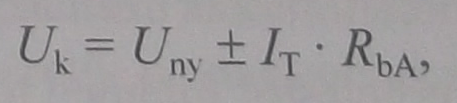 U_k = U_ny ± I_T · R_bA,